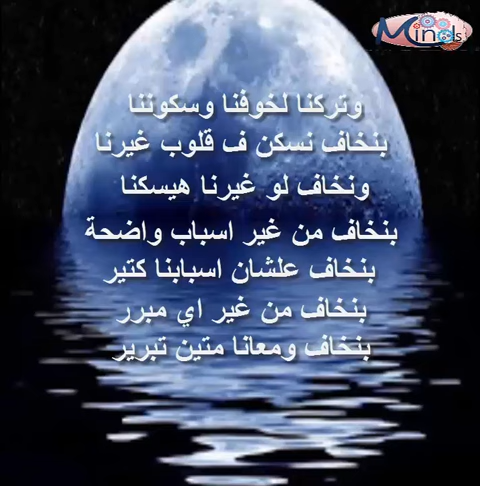 Minds
وتركنا لخوفنا وسكوننا
بنخاف نسكن ف قلوب غيرنا
ونخاف لو غيرنا هيسكنا
بنخاف من غير اسباب واضحة
بنخاف علشان اسبابنا كتير
بنخاف من غير اي مبرر
بنخاف ومعانا متين تبرير